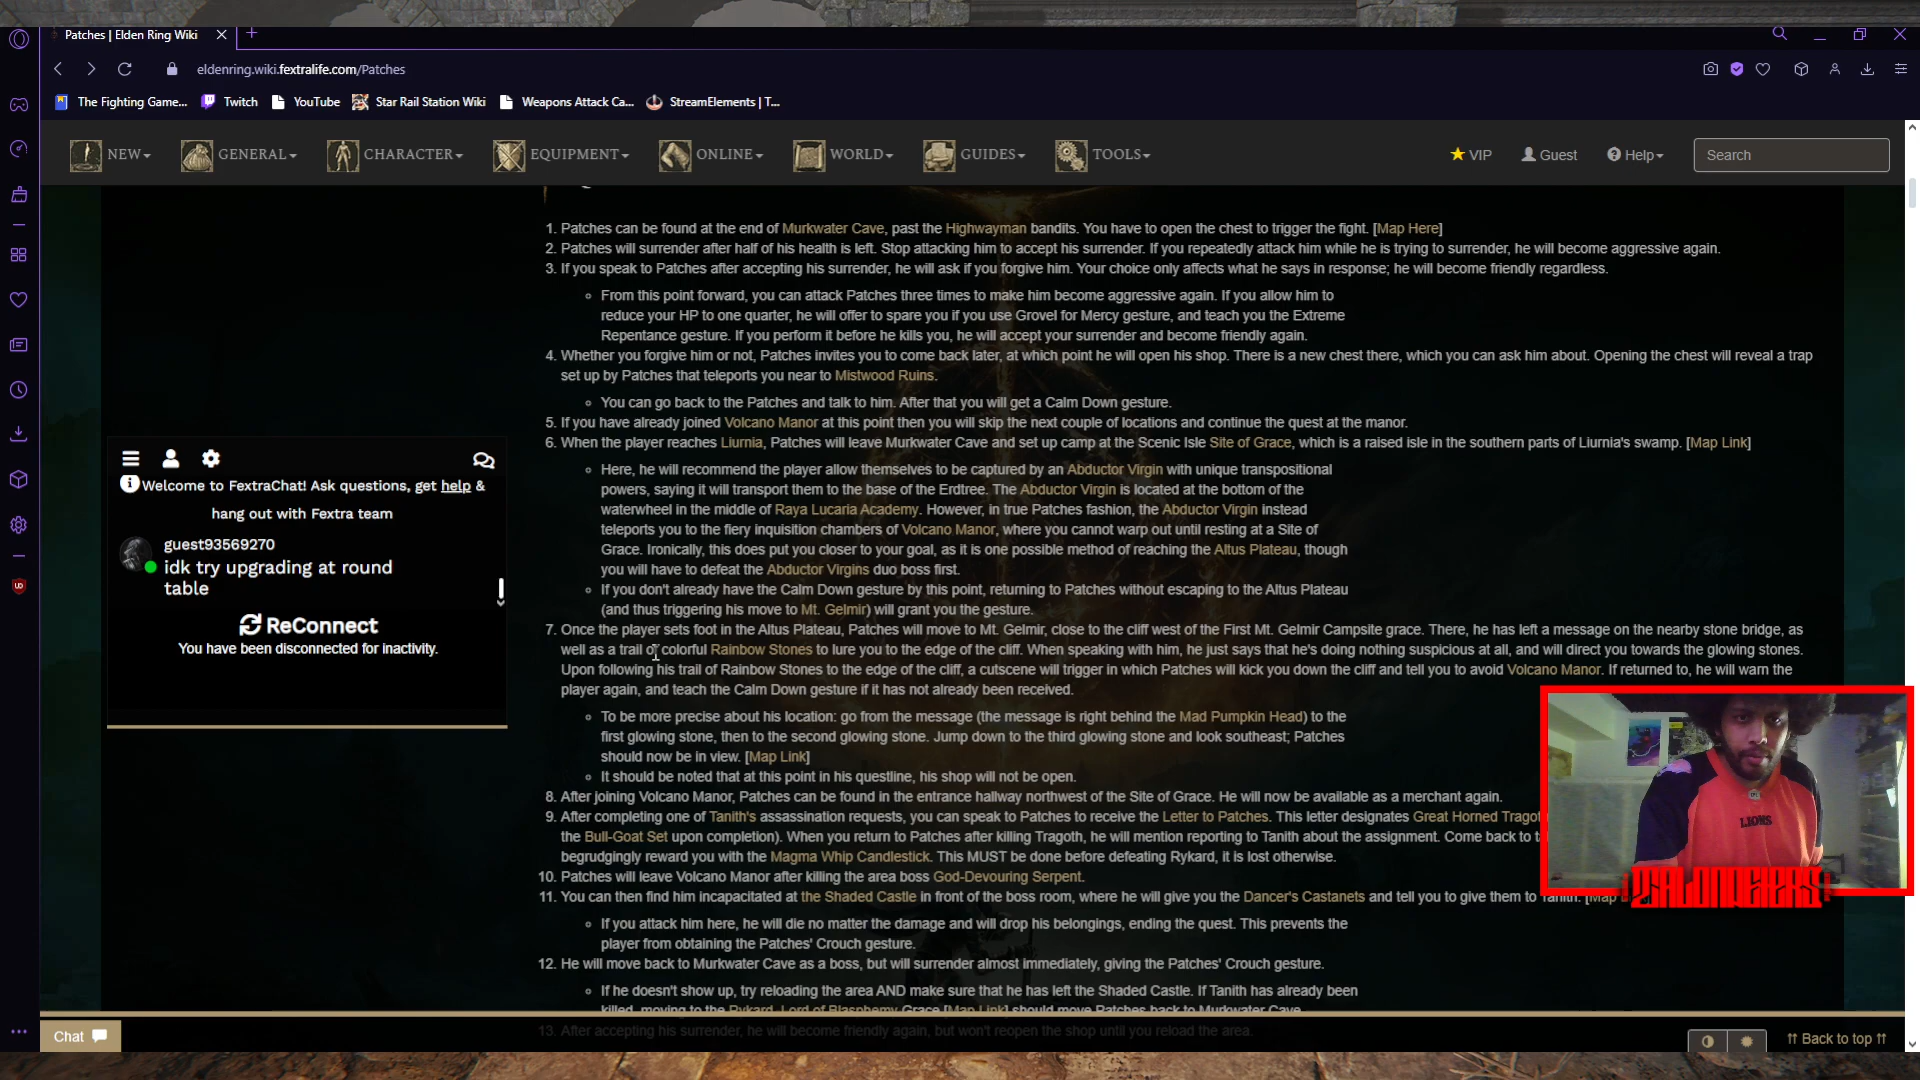 Patches | Elden Ring Wiki
eldenring.wiki.fextralife.com/Patches
The Fighting Game... Twitch YouTube Star Rail Station Wiki Weapons Attack Ca... StreamElements | T...
NEW GENERAL CHARACTER EQUIPMENT ONLINE WORLD GUIDES TOOLS VIP Guest Help Search
1. Patches can be found at the end of Murkwater Cave, past the Highwayman bandits. You have to open the chest to trigger the fight. [Map Here]
2. Patches will surrender after half of his health is left. Stop attacking him to accept his surrender. If you repeatedly attack him while he is trying to surrender, he will become aggressive again.
3. If you speak to Patches after accepting his surrender, he will ask if you forgive him. Your choice only affects what he says in response; he will become friendly regardless.
From this point forward, you can attack Patches three times to make him become aggressive again. If you allow him to
reduce your HP to one quarter, he will offer to spare you if you use Grovel for Mercy gesture, and teach you the Extreme
Repentance gesture. If you perform it before he kills you, he will accept your surrender and become friendly again.
4. Whether you forgive him or not, Patches invites you to come back later, at which point he will open his shop. There is a new chest there, which you can ask him about. Opening the chest will reveal a trap
set up by Patches that teleports you near to Mistwood Ruins.
You can go back to the Patches and talk to him. After that you will get a Calm Down gesture.
5. If you have already joined Volcano Manor at this point then you will skip the next couple of locations and continue the quest at the manor.
6. When the player reaches Liurnia, Patches will leave Murkwater Cave and set up camp at the Scenic Isle Site of Grace, which is a raised isle in the southern parts of Liurnia's swamp. [Map Link]
Here, he will recommend the player allow themselves to be captured by an Abductor Virgin with unique transpositional
powers, saying it will transport them to the base of the Erdtree. The Abductor Virgin is located at the bottom of the
waterwheel in the middle of Raya Lucaria Academy. However, in true Patches fashion, the Abductor Virgin instead
teleports you to the fiery inquisition chambers of Volcano Manor, where you cannot warp out until resting at a Site of
Grace. Ironically, this does put you closer to your goal, as it is one possible method of reaching the Altus Plateau, though
you will have to defeat the Abductor Virgins duo boss first.
If you don't already have the Calm Down gesture by this point, returning to Patches without escaping to the Altus Plateau
(and thus triggering his move to Mt. Gelmir) will grant you the gesture.
7. Once the player sets foot in the Altus Plateau, Patches will move to Mt. Gelmir, close to the cliff west of the First Mt. Gelmir Campsite grace. There, he has left a message on the nearby stone bridge, as
well as a trail of colorful Rainbow Stones to lure you to the edge of the cliff. When speaking with him, he just says that he's doing nothing suspicious at all, and will direct you towards the glowing stones.
Upon following his trail of Rainbow Stones to the edge of the cliff, a cutscene will trigger in which Patches will kick you down the cliff and tell you to avoid Volcano Manor. If returned to, he will warn the
player again, and teach the Calm Down gesture if it has not already been received.
To be more precise about his location: go from the message (the message is right behind the Mad Pumpkin Head) to the
first glowing stone, then to the second glowing stone. Jump down to the third glowing stone and look southeast; Patches
should now be in view. [Map Link]
It should be noted that at this point in his questline, his shop will not be open.
8. After joining Volcano Manor, Patches can be found in the entrance hallway northwest of the Site of Grace. He will now be available as a merchant again.
9. After completing one of Tanith's assassination requests, you can speak to Patches to receive the Letter to Patches. This letter designates Great Horned Tragot
the Bull-Goat Set upon completion). When you return to Patches after killing Tragoth, he will mention reporting to Tanith about the assignment. Come back to
begrudgingly reward you with the Magma Whip Candlestick. This MUST be done before defeating Rykard, it is lost otherwise.
10. Patches will leave Volcano Manor after killing the area boss God-Devouring Serpent.
11. You can then find him incapacitated at the Shaded Castle in front of the boss room, where he will give you the Dancer's Castanets and tell you to give them to Tanith. [Map
If you attack him here, he will die no matter the damage and will drop his belongings, ending the quest. This prevents the
player from obtaining the Patches' Crouch gesture.
12. He will move back to Murkwater Cave as a boss, but will surrender almost immediately, giving the Patches' Crouch gesture.
If he doesn't show up, try reloading the area AND make sure that he has left the Shaded Castle. If Tanith has already been
killed, moving to the Rykard, Lord of Blasphemy Grace [Map Link] should move Patches back to Murkwater Cave.
13. After accepting his surrender, he will become friendly again, but won't reopen the shop until you reload the area.
Welcome to FextraChat! Ask questions, get help &
hang out with Fextra team
guest93569270
idk try upgrading at round
table
ReConnect
You have been disconnected for inactivity.
LIONS
Chat
Back to top